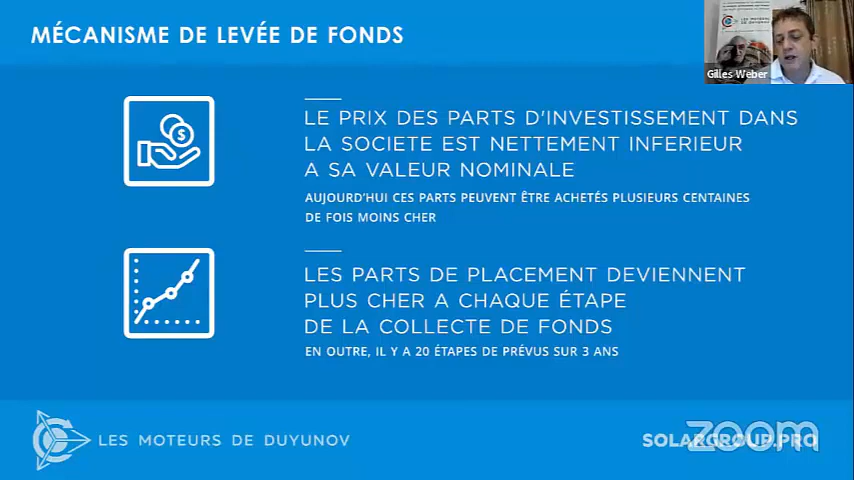 MÉCANISME DE LEVÉE DE FONDS
Gilles Weber
LE PRIX DES PARTS D'INVESTISSEMENT DANS
LA SOCIETE EST NETTEMENT INFERIEUR
A SA VALEUR NOMINALE
AUJOURD'HUI CES PARTS PEUVENT ÊTRE ACHETÉS PLUSIEURS CENTAINES
DE FOIS MOINS CHER
LES PARTS DE PLACEMENT DEVIENNENT
PLUS CHER A CHAQUE ÉTAPE
DE LA COLLECTE DE FONDS
EN OUTRE, IL Y A 20 ÉTAPES DE PRÉVUS SUR 3 ANS
LES MOTEURS DE DUYUNOV
SOLARGROUP.PRO
zoom